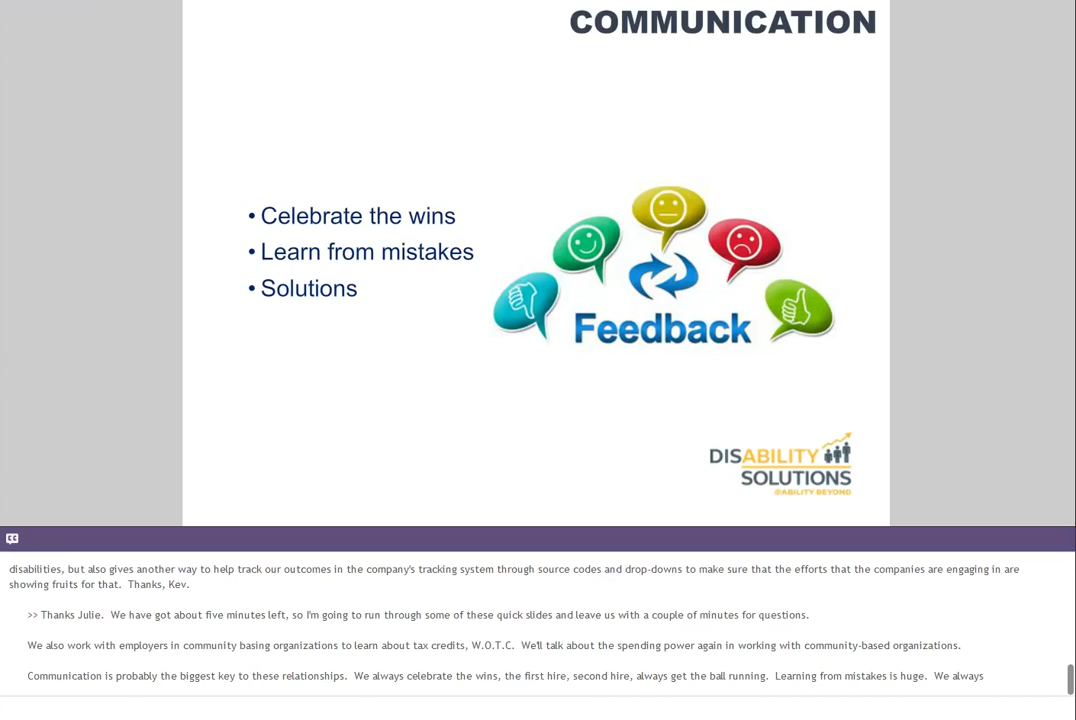 COMMUNICATION
• Celebrate the wins
• Learn from mistakes
• Solutions
Feedback
DISABILITY
SOLUTIONS
@ABILITY BEYOND
CC
disabilities, but also gives another way to help track our outcomes in the company's tracking system through source codes and drop-downs to make sure that the efforts that the companies are engaging in are
showing fruits for that. Thanks, Kev.
>> Thanks Julie. We have got about five minutes left, so I'm going to run through some of these quick slides and leave us with a couple of minutes for questions.
We also work with employers in community basing organizations to learn about tax credits, W.O.T.C. We'll talk about the spending power again in working with community-based organizations.
Communication is probably the biggest key to these relationships. We always celebrate the wins, the first hire, second hire, always get the ball running. Learning from mistakes is huge. We always